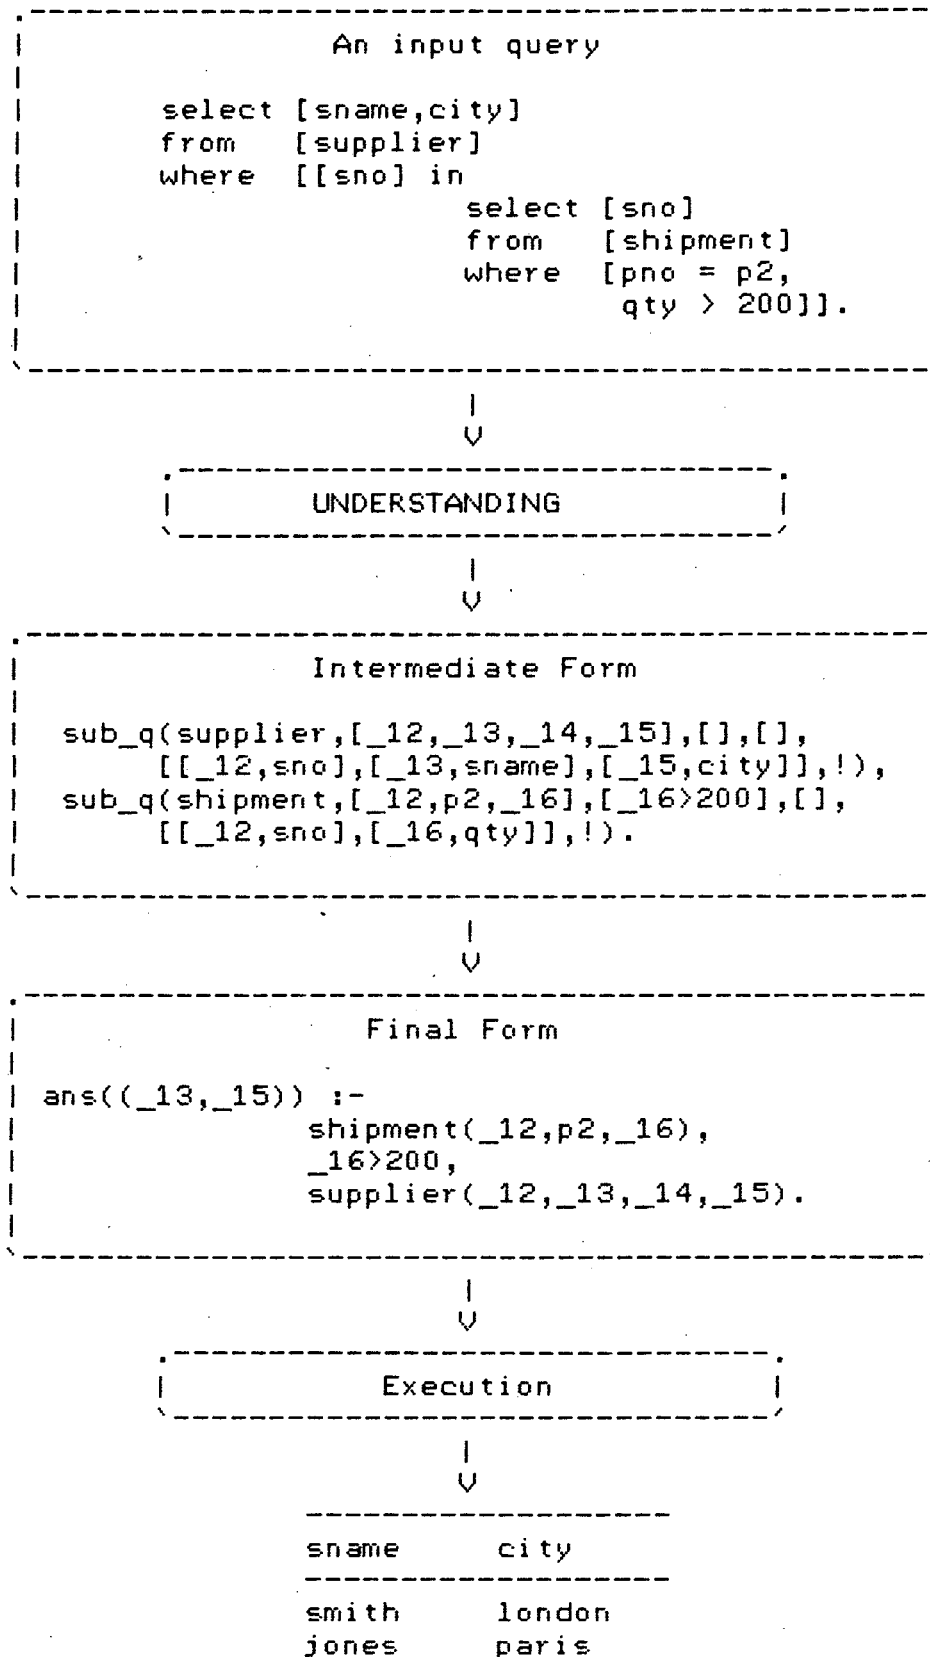 An input query
select [sname,city]
from [supplier]
where [[sno] in
select [sno]
from [shipment]
where [pno = p2,
qty > 200]].
UNDERSTANDING
Intermediate Form
sub_q(supplier,[_12,_13,_14,_15],[],[],
[[_12,sno],[_13,sname],[_15,city]],!),
sub_q(shipment,[_12,p2,_16],[_16>200],[],
[[_12,sno],[_16,qty]],!).
Final Form
ans((_13,_15)) :-
shipment(_12,p2,_16),
_16>200,
supplier(_12,_13,_14,_15).
Execution
sname city
smith london
jones paris